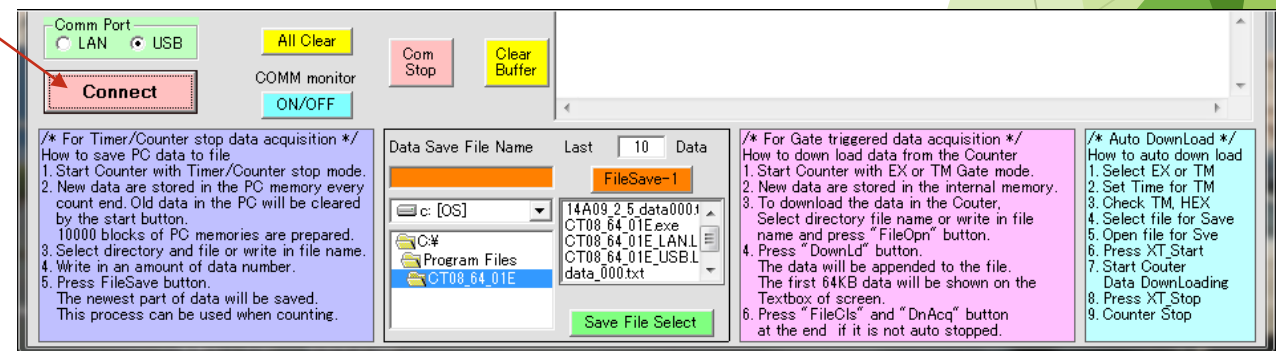 Comm Port
LAN USB
All Clear
Com
Stop
Clear
Buffer
Connect
COMM monitor
ON/OFF
/* For Timer/Counter stop data acquisition */
How to save PC data to file
1. Start Counter with Timer/Counter stop mode.
2. New data are stored in the PC memory every
count end. Old data in the PC will be cleared
by the start button.
10000 blocks of PC memories are prepared.
3. Select directory and file or write in file name.
4. Write in an amount of data number.
5. Press FileSave button.
The newest part of data will be saved.
This process can be used when counting.
Data Save File Name
Last 10 Data
FileSave-1
c: [OS]
C:¥
Program Files
CT08_64_01E
14A09_2_5_data000.t
CT08_64_01E.exe
CT08_64_01E_LAN.L
CT08_64_01E_USB.L
data_000.txt
Save File Select
/* For Gate triggered data acquisition */
How to down load data from the Counter
1. Start Counter with EX or TM Gate mode.
2. New data are stored in the internal memory.
3. To download the data in the Couter,
Select directory file name or write in file
name and press "FileOpn" button.
4. Press "DownLd" button.
The data will be appended to the file.
The first 64KB data will be shown on the
Textbox of screen.
6. Press "FileCls" and "DnAcq" button
at the end if it is not auto stopped.
/* Auto DownLoad */
How to auto down load
1. Select EX or TM
2. Set Time for TM
3. Check TM, HEX
4. Select file for Save
5. Open file for Sve
6. Press XT_Start
7. Start Couter
Data DownLoading
8. Press XT_Stop
9. Counter Stop